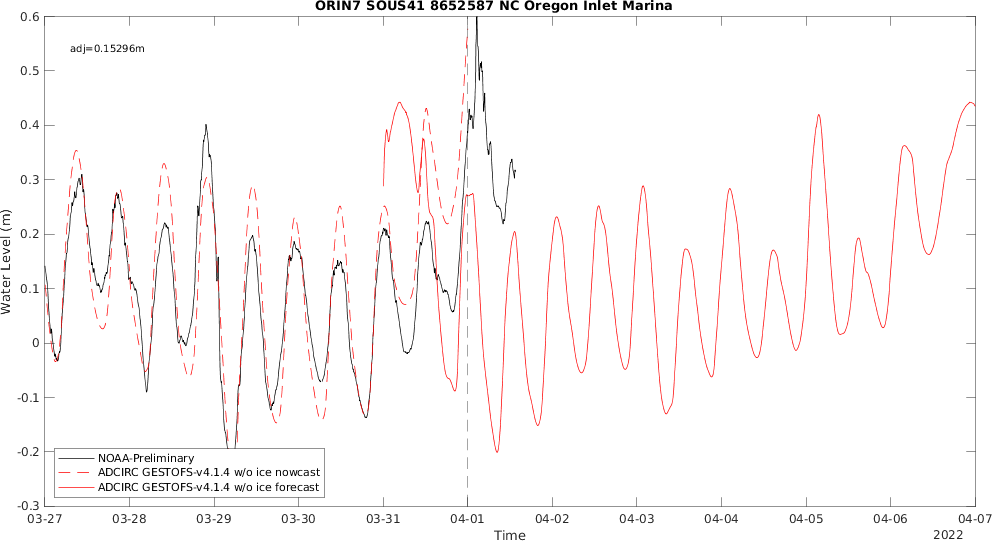 ORIN7 SOUS41 8652587 NC Oregon Inlet Marina
adj=0.15296m
Water Level (m)
0.6
0.5
0.4
0.3
0.2
0.1
0
-0.1
-0.2
-0.3
NOAA-Preliminary
ADCIRC GESTOFS-v4.1.4 w/o ice nowcast
ADCIRC GESTOFS-v4.1.4 w/o ice forecast
03-27 03-28 03-29 03-30 03-31 04-01 04-02 04-03 04-04 04-05 04-06 04-07
Time
2022